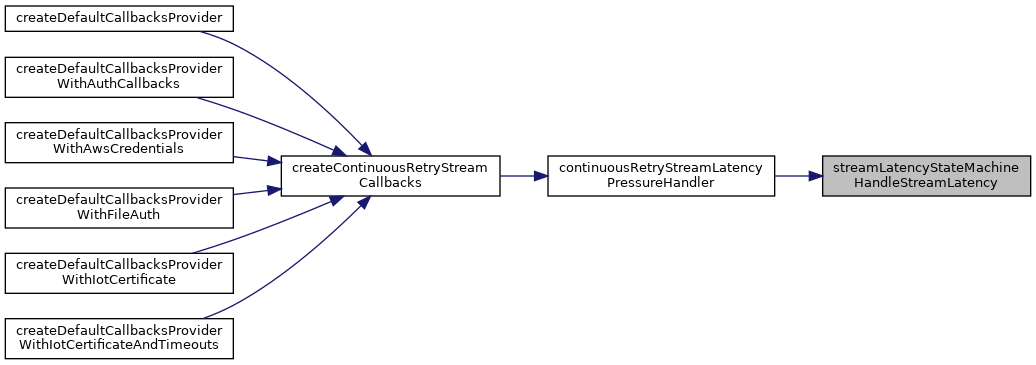 createDefaultCallbacksProvider
createDefaultCallbacksProvider
WithAuthCallbacks
createDefaultCallbacksProvider
WithAwsCredentials
createDefaultCallbacksProvider
WithFileAuth
createDefaultCallbacksProvider
WithIotCertificate
createDefaultCallbacksProvider
WithIotCertificateAndTimeouts
createContinuousRetryStream
Callbacks
continuousRetryStreamLatency
PressureHandler
streamLatencyStateMachine
HandleStreamLatency